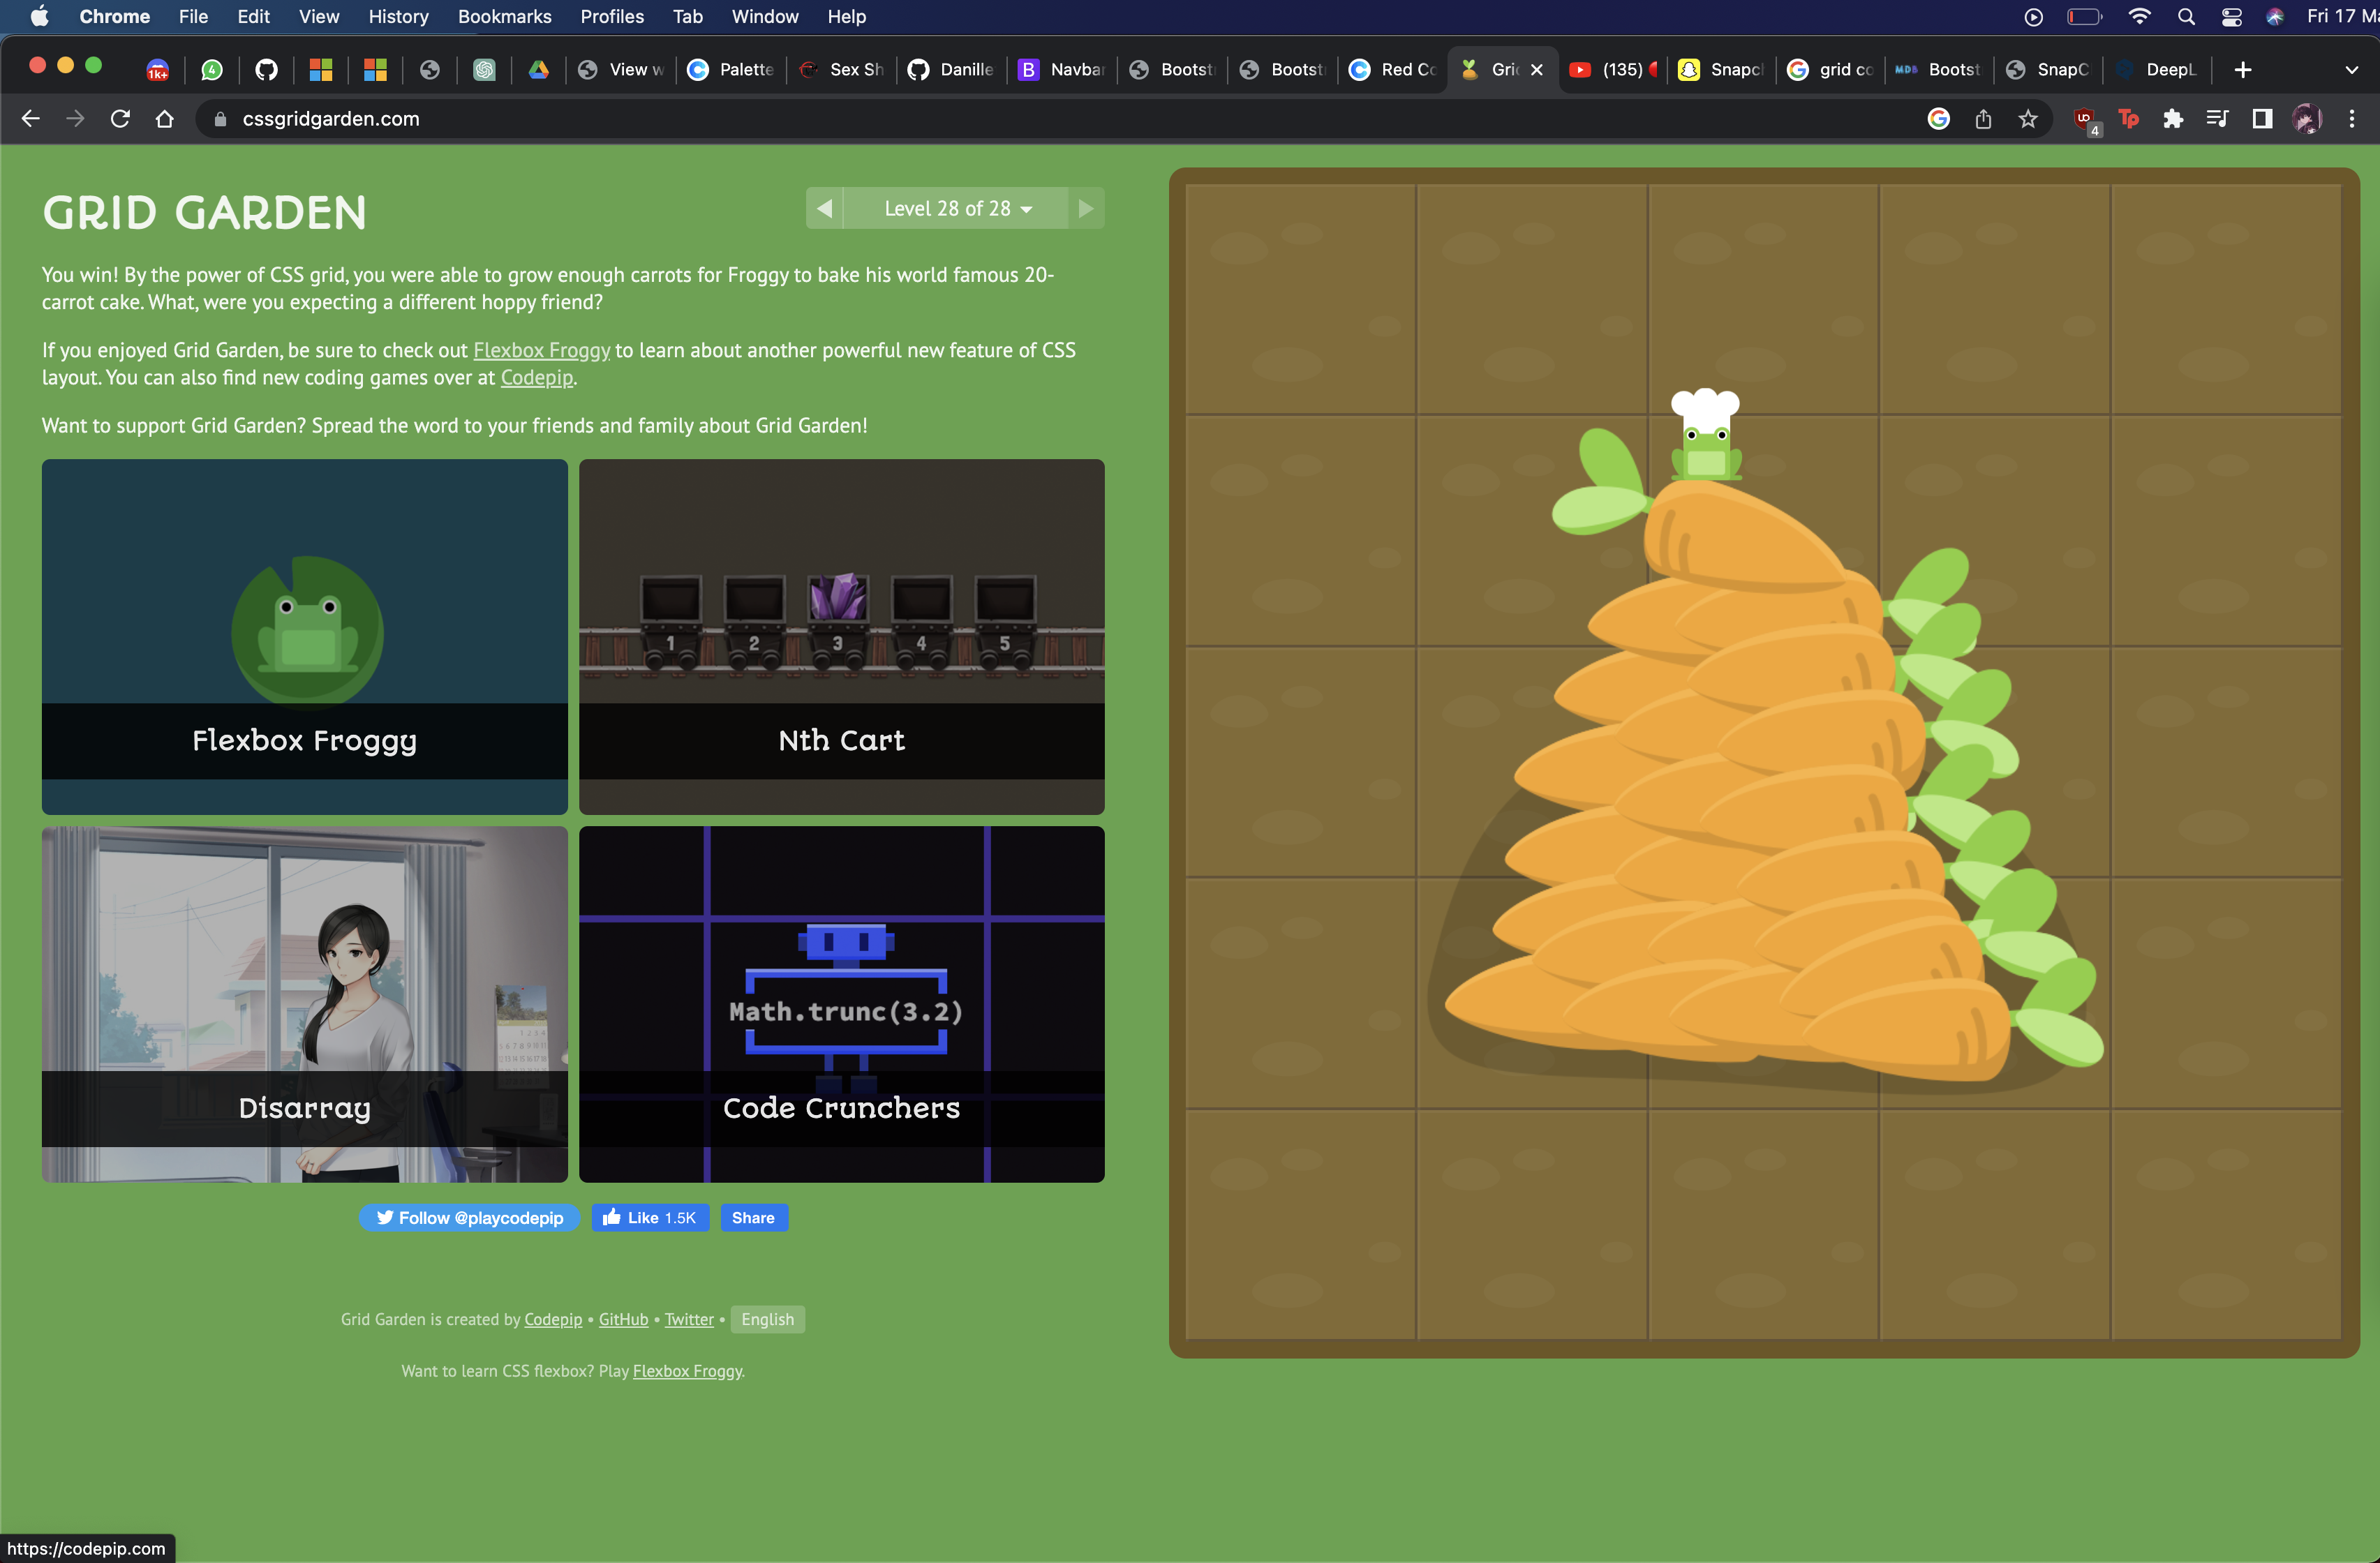 Chrome File Edit View History Bookmarks Profiles Tab Window Help Fri 17 Ma
1k+ 4 View w Palette Sex Sh Danille B Navbar Bootst Bootst Red Co Gri (135) Snapc grid co MDB Bootst SnapC DeepL
cssgridgarden.com 4 Tp
GRID GARDEN
Level 28 of 28
You win! By the power of CSS grid, you were able to grow enough carrots for Froggy to bake his world famous 20-
carrot cake. What, were you expecting a different hoppy friend?
If you enjoyed Grid Garden, be sure to check out Flexbox Froggy to learn about another powerful new feature of CSS
layout. You can also find new coding games over at Codepip.
Want to support Grid Garden? Spread the word to your friends and family about Grid Garden!
1 2 3 4 5
Flexbox Froggy
Nth Cart
Math.trunc(3.2)
Disarray
Code Crunchers
Follow @playcodepip
Like 1.5K
Share
Grid Garden is created by Codepip • GitHub • Twitter • English
Want to learn CSS flexbox? Play Flexbox Froggy.
https://codepip.com